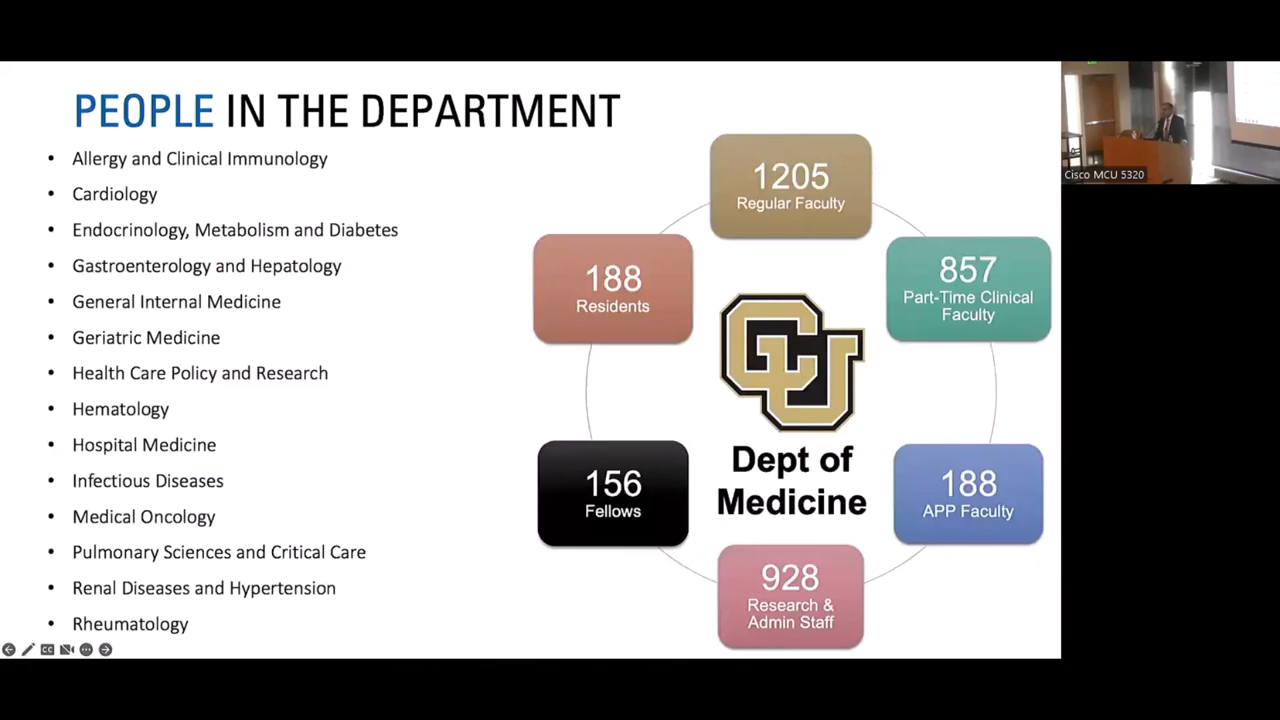 PEOPLE IN THE DEPARTMENT
• Allergy and Clinical Immunology
• Cardiology
• Endocrinology, Metabolism and Diabetes
• Gastroenterology and Hepatology
• General Internal Medicine
• Geriatric Medicine
• Health Care Policy and Research
• Hematology
• Hospital Medicine
• Infectious Diseases
• Medical Oncology
• Pulmonary Sciences and Critical Care
• Renal Diseases and Hypertension
• Rheumatology
1205
Regular Faculty
857
Part-Time Clinical
Faculty
188
APP Faculty
928
Research &
Admin Staff
156
Fellows
188
Residents
CU
Dept of
Medicine
CC
Cisco MCU 5320